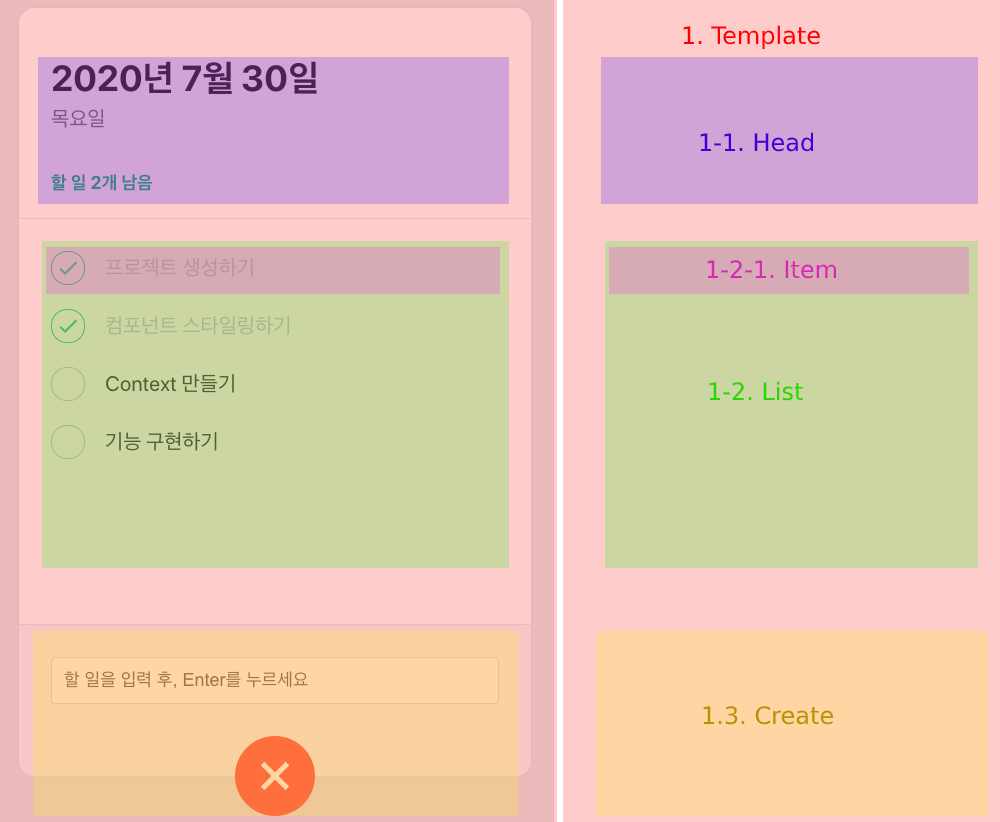 2020년 7월 30일
목요일
할 일 2개 남음
프로젝트 생성하기
컴포넌트 스타일링하기
Context 만들기
기능 구현하기
할 일을 입력 후, Enter를 누르세요
1. Template
1-1. Head
1-2-1. Item
1-2. List
1.3. Create